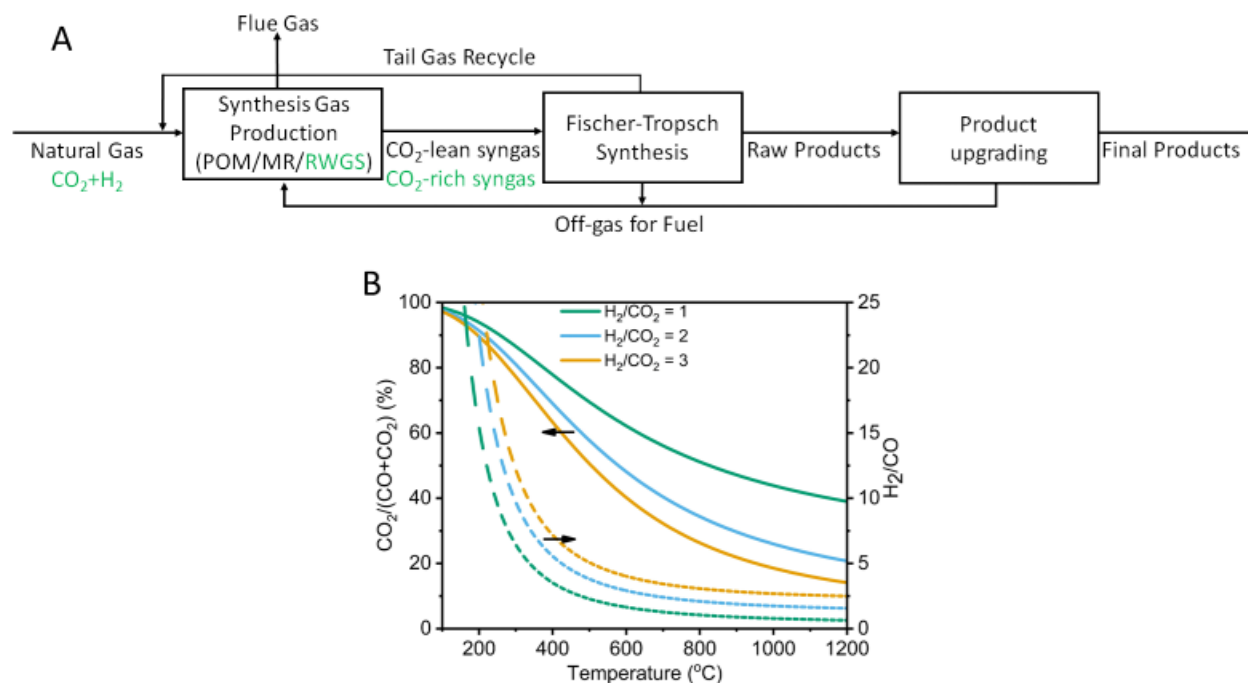 A
Flue Gas
Tail Gas Recycle
Natural Gas
CO₂+H₂
Synthesis Gas
Production
(POM/MR/RWGS)
CO₂-lean syngas
CO₂-rich syngas
Fischer-Tropsch
Synthesis
Raw Products
Product
upgrading
Final Products
Off-gas for Fuel
B
H₂/CO₂ = 1
H₂/CO₂ = 2
H₂/CO₂ = 3
CO₂/(CO+CO₂) (%)
100
80
60
40
20
0
25
20
15
10
5
0
H₂/CO
200
400
600
800
1000
1200
Temperature (°C)